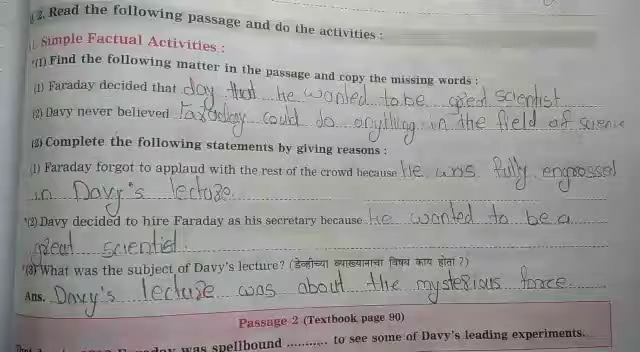 2. Read the following passage and do the activities :
1. Simple Factual Activities :
*(1) Find the following matter in the passage and copy the missing words :
(1) Faraday decided that day that he wanted to be great scientist
(2) Davy never believed Faraday could do anything in the field of science
(2) Complete the following statements by giving reasons :
(1) Faraday forgot to applaud with the rest of the crowd because He was fully engrossed
in Davy's lecture.
*(2) Davy decided to hire Faraday as his secretary because He wanted to be a
great scientist.
*(3) What was the subject of Davy's lecture? (डेव्हीच्या व्याख्यानाचा विषय काय होता ?)
Ans. Davy's lecture was about the mysterious force.
Passage 2 (Textbook page 90)
was spellbound ........... to see some of Davy's leading experiments.